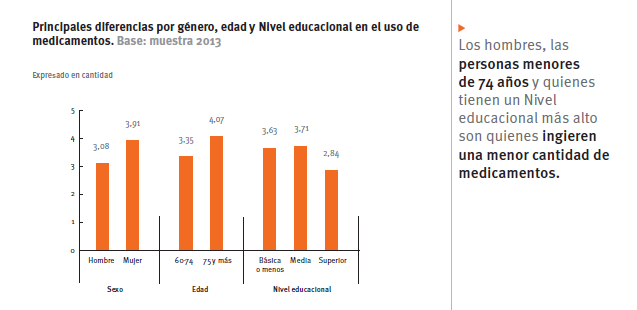 Principales diferencias por género, edad y Nivel educacional en el uso de
medicamentos. Base: muestra 2013
Expresado en cantidad
5
4
3
2
1
0
3,08
3,91
3,35
4,07
3,63
3,71
2,84
Hombre Mujer
6074 75y más
Básica
o menos
Media
Superior
Sexo
Edad
Nivel educacional
Los hombres, las
personas menores
de 74 años y quienes
tienen un Nivel
educacional más alto
son quienes ingieren
una menor cantidad de
medicamentos.